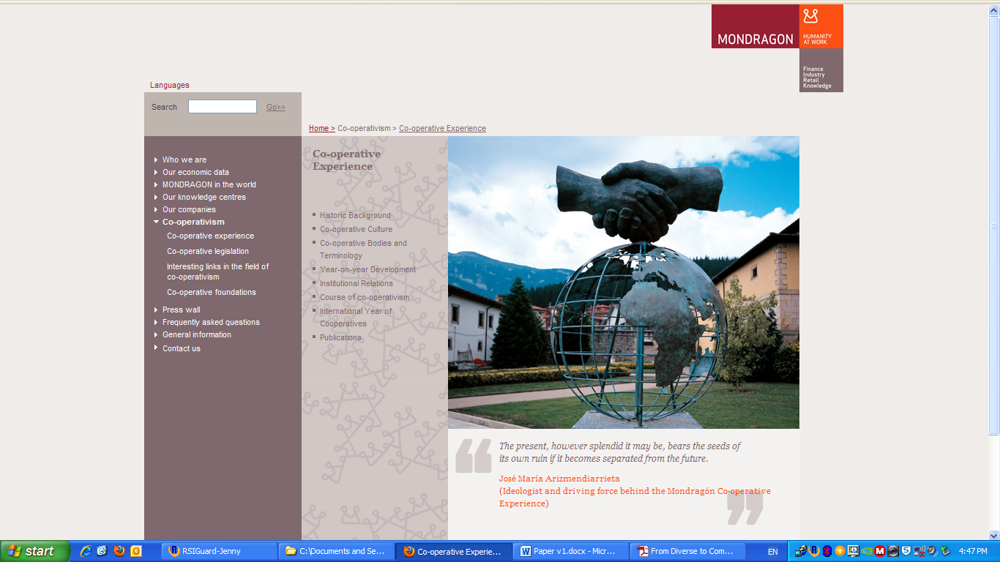 MONDRAGON
HUMANITY
AT WORK
Finance
Industry
Retail
Knowledge
Languages
Search
Go>>
Home > Co-operativism > Co-operative Experience
Who we are
Our economic data
MONDRAGON in the world
Our knowledge centres
Our companies
Co-operativism
Co-operative experience
Co-operative legislation
Interesting links in the field of
co-operativism
Co-operative foundations
Press wall
Frequently asked questions
General information
Contact us
Co-operative
Experience
Historic Background
Co-operative Culture
Co-operative Bodies and
Terminology
Year-on-year Development
Institutional Relations
Course of co-operativism
International Year of
Cooperatives
Publications
The present, however splendid it may be, bears the seeds of
its own ruin if it becomes separated from the future.
José María Arizmendiarrieta
(Ideologist and driving force behind the Mondragón Co-operative
Experience)
start
RSIGuard-Jenny
C:\Documents and Se...
Co-operative Experie...
Paper v1.docx - Micr...
From Diverse to Com...
EN
4:47 PM